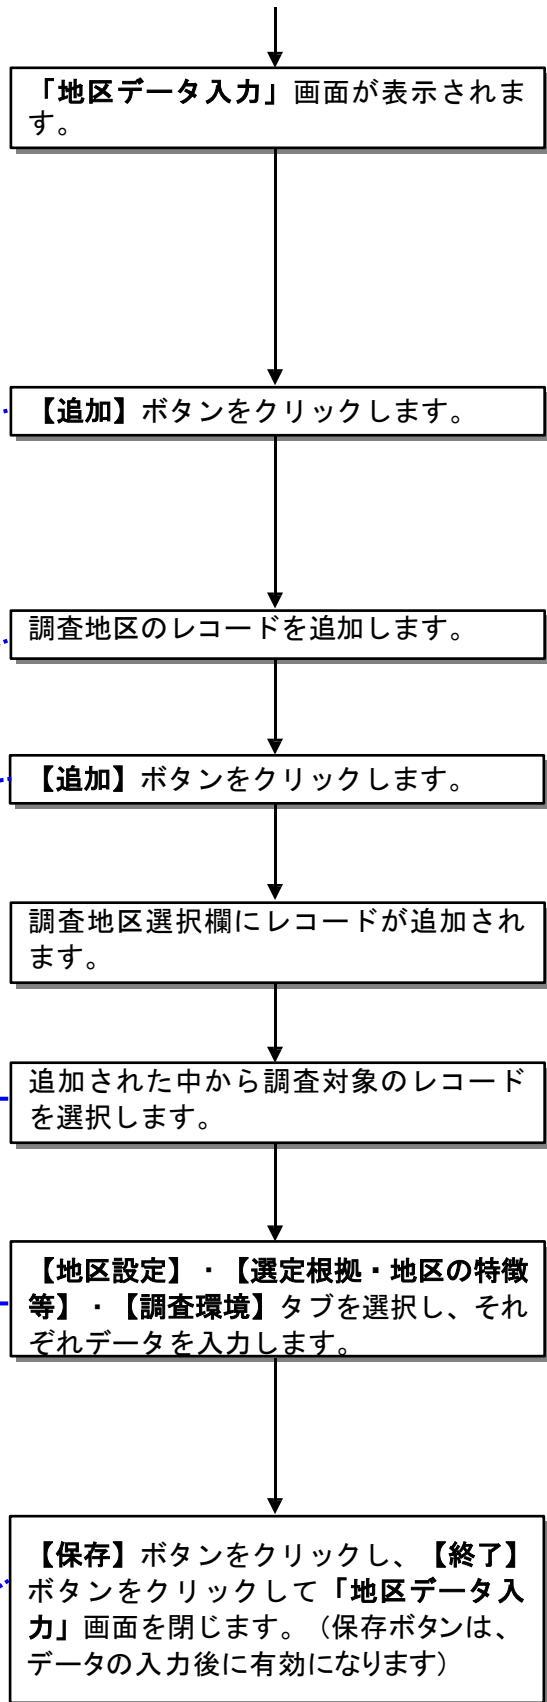 「地区データ入力」画面が表示されま
す。
【追加】ボタンをクリックします。
調査地区のレコードを追加します。
【追加】ボタンをクリックします。
調査地区選択欄にレコードが追加され
ます。
追加された中から調査対象のレコード
を選択します。
【地区設定】・【選定根拠・地区の特徴
等】・【調査環境】タブを選択し、それ
ぞれデータを入力します。
【保存】ボタンをクリックし、【終了】
ボタンをクリックして「地区データ入
力」画面を閉じます。（保存ボタンは、
データの入力後に有効になります）